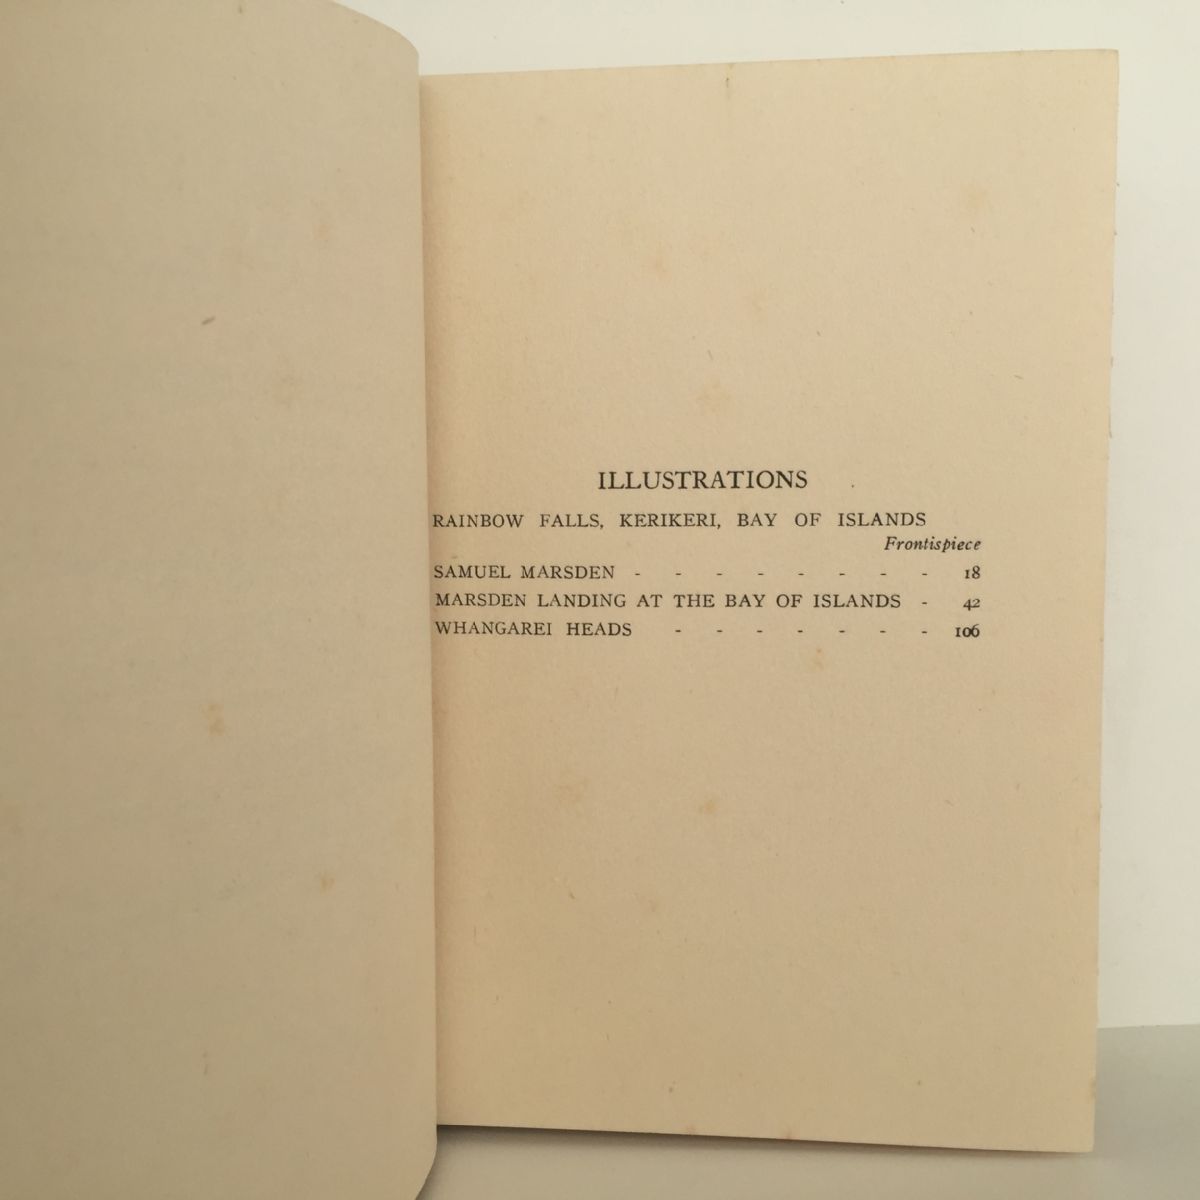 ILLUSTRATIONS
RAINBOW FALLS, KERIKERI, BAY OF ISLANDS
Frontispiece
SAMUEL MARSDEN - - - - - - - - 18
MARSDEN LANDING AT THE BAY OF ISLANDS - 42
WHANGAREI HEADS - - - - - - - 106